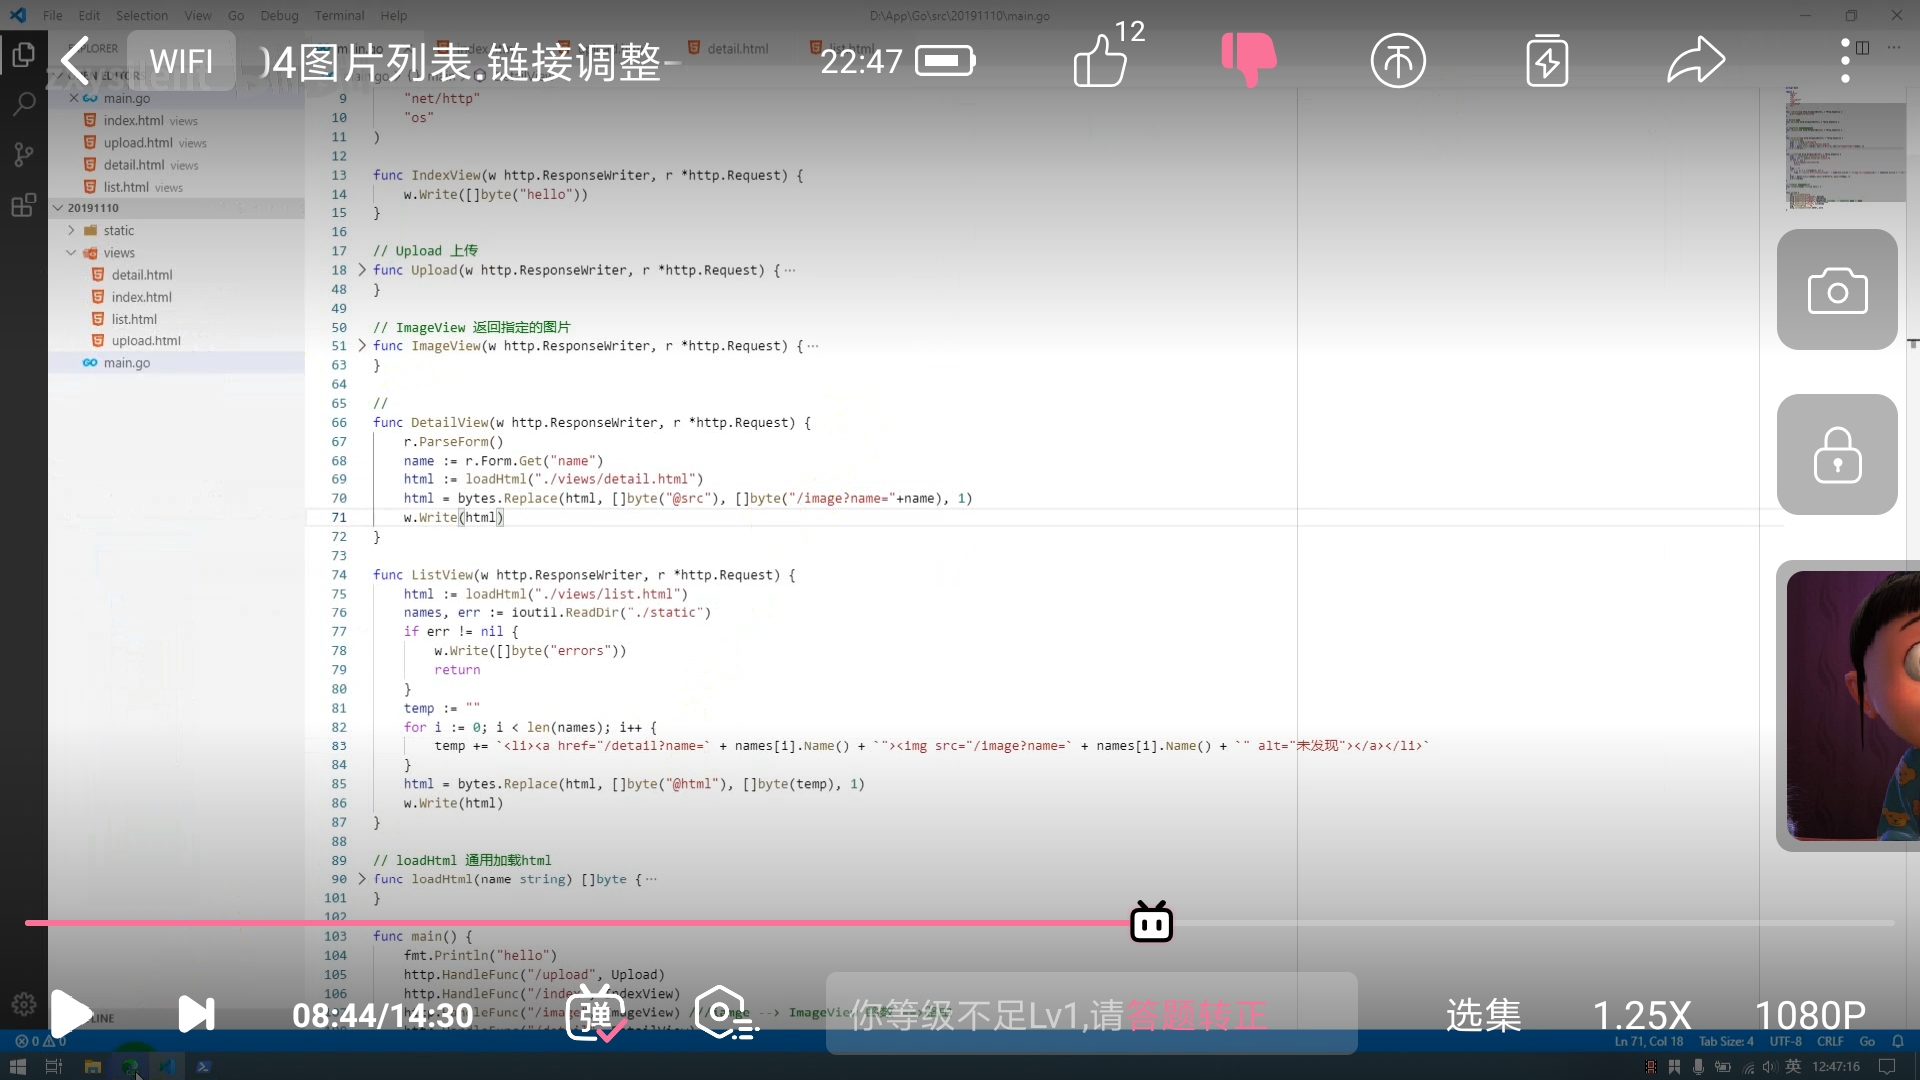 File Edit Selection View Go Debug Terminal Help
D:\App\Go\src\20191110\main.go
WIFI
04图片列表 链接调整-
22:47
12
detail.html
main.go
index.html views
upload.html views
detail.html views
list.html views
20191110
static
views
detail.html
index.html
list.html
upload.html
main.go
9 "net/http"
10 "os"
11 )
12
13 func IndexView(w http.ResponseWriter, r *http.Request) {
14 w.Write([]byte("hello"))
15 }
16
17 // Upload 上传
18 func Upload(w http.ResponseWriter, r *http.Request) {···
48 }
49
50 // ImageView 返回指定的图片
51 func ImageView(w http.ResponseWriter, r *http.Request) {···
63 }
64
65 //
66 func DetailView(w http.ResponseWriter, r *http.Request) {
67 r.ParseForm()
68 name := r.Form.Get("name")
69 html := loadHtml("./views/detail.html")
70 html = bytes.Replace(html, []byte("@src"), []byte("/image?name="+name), 1)
71 w.Write(html)
72 }
73
74 func ListView(w http.ResponseWriter, r *http.Request) {
75 html := loadHtml("./views/list.html")
76 names, err := ioutil.ReadDir("./static")
77 if err != nil {
78 w.Write([]byte("errors"))
79 return
80 }
81 temp := ""
82 for i := 0; i < len(names); i++ {
83 temp += `<li><a href="/detail?name=` + names[i].Name() + `"><img src="/image?name=` + names[i].Name() + `" alt="未发现"></a></li>`
84 }
85 html = bytes.Replace(html, []byte("@html"), []byte(temp), 1)
86 w.Write(html)
87 }
88
89 // loadHtml 通用加载html
90 func loadHtml(name string) []byte {···
101 }
102
103 func main() {
104 fmt.Println("hello")
105 http.HandleFunc("/upload", Upload)
106 http.HandleFunc("/index", IndexView)
08:44/14:30
弹
你等级不足Lv1,请答题转正
选集
1.25X
1080P
0 0
Ln 71, Col 18 Tab Size: 4 UTF-8 CRLF Go
英 12:47:16